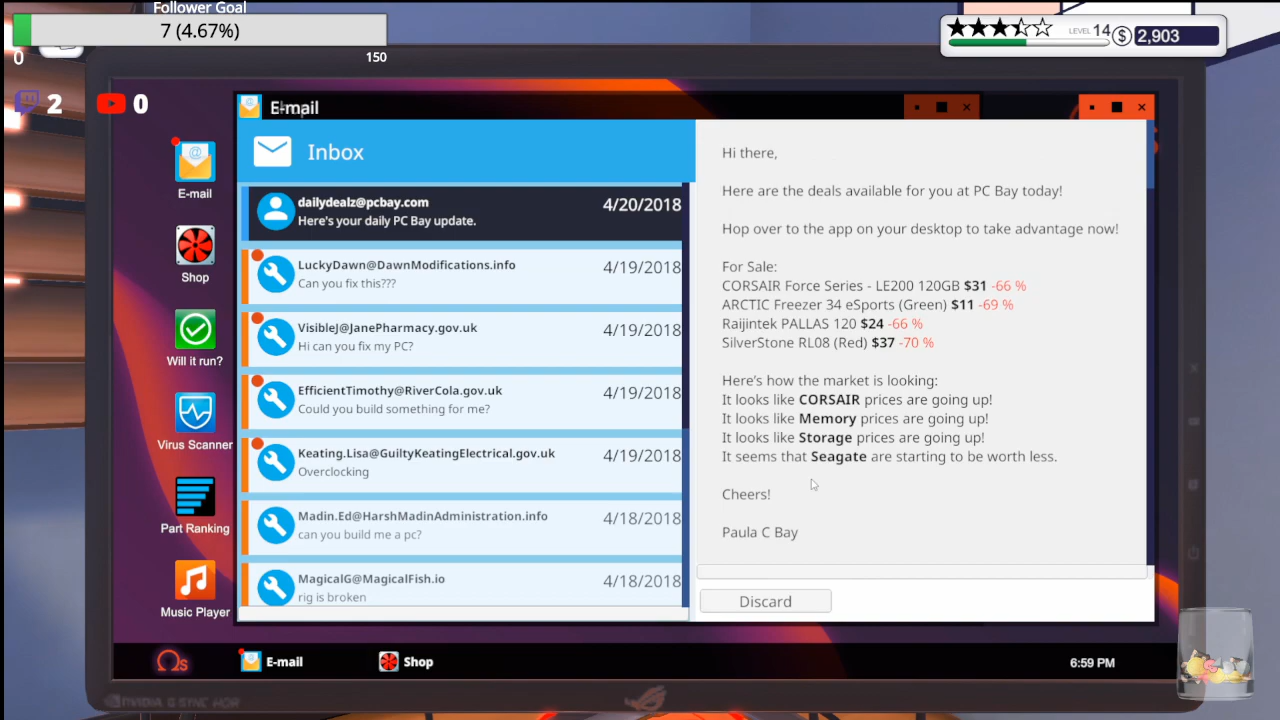 Follower Goal
7 (4.67%)
0
150
2
0
LEVEL 14
$ 2,903
E-mail
Shop
Will it run?
Virus Scanner
Part Ranking
Music Player
E-mail
Inbox
dailydealz@pcbay.com 4/20/2018
Here's your daily PC Bay update.
LuckyDawn@DawnModifications.info 4/19/2018
Can you fix this???
VisibleJ@JanePharmacy.gov.uk 4/19/2018
Hi can you fix my PC?
EfficientTimothy@RiverCola.gov.uk 4/19/2018
Could you build something for me?
Keating.Lisa@GuiltyKeatingElectrical.gov.uk 4/19/2018
Overclocking
Madin.Ed@HarshMadinAdministration.info 4/18/2018
can you build me a pc?
MagicalG@MagicalFish.io 4/18/2018
rig is broken
Hi there,
Here are the deals available for you at PC Bay today!
Hop over to the app on your desktop to take advantage now!
For Sale:
CORSAIR Force Series - LE200 120GB $31 -66 %
ARCTIC Freezer 34 eSports (Green) $11 -69 %
Raijintek PALLAS 120 $24 -66 %
SilverStone RL08 (Red) $37 -70 %
Here's how the market is looking:
It looks like CORSAIR prices are going up!
It looks like Memory prices are going up!
It looks like Storage prices are going up!
It seems that Seagate are starting to be worth less.
Cheers!
Paula C Bay
Discard
Ωs
E-mail
Shop
6:59 PM
NVIDIA G-SYNC HDR